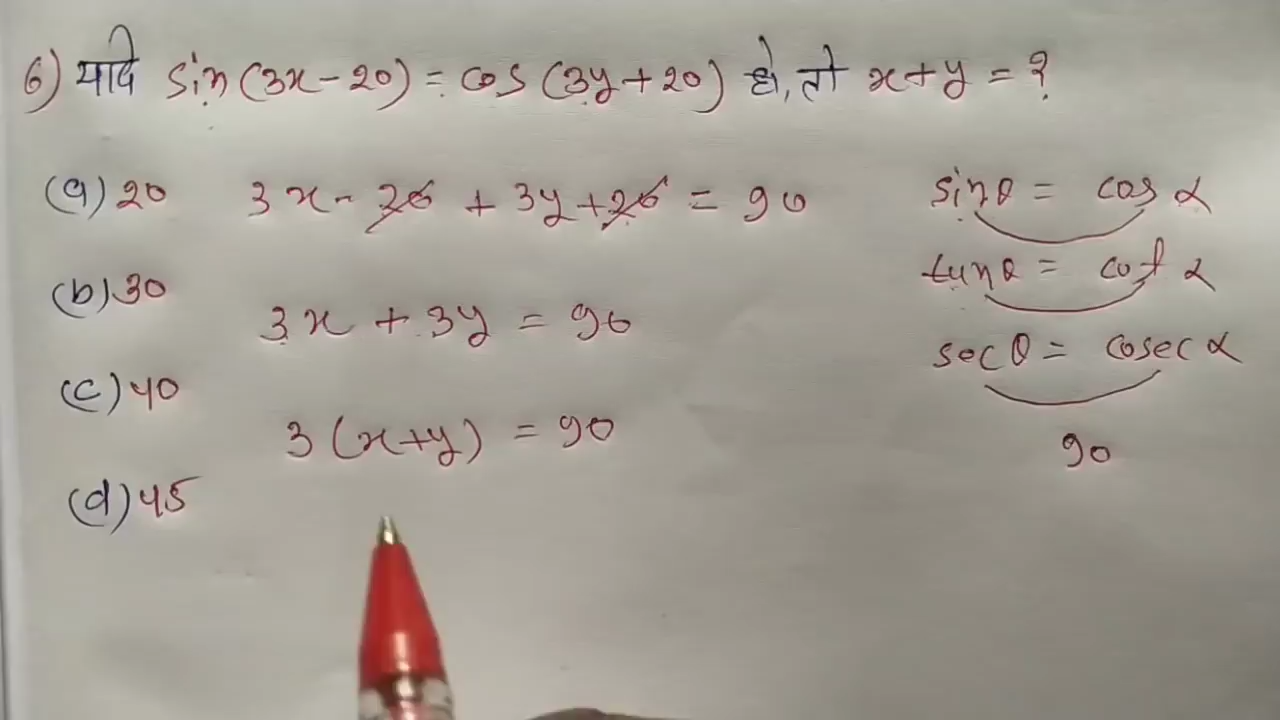 6) यदि sin(3x-20) = cos(3y+20) हो, तो x+y = ?
(a) 20
3x - 20 + 3y + 20 = 90
sinθ = cos α
tanθ = cot α
(b) 30
3x + 3y = 90
secθ = cosec α
(c) 40
3(x+y) = 90
90
(d) 45